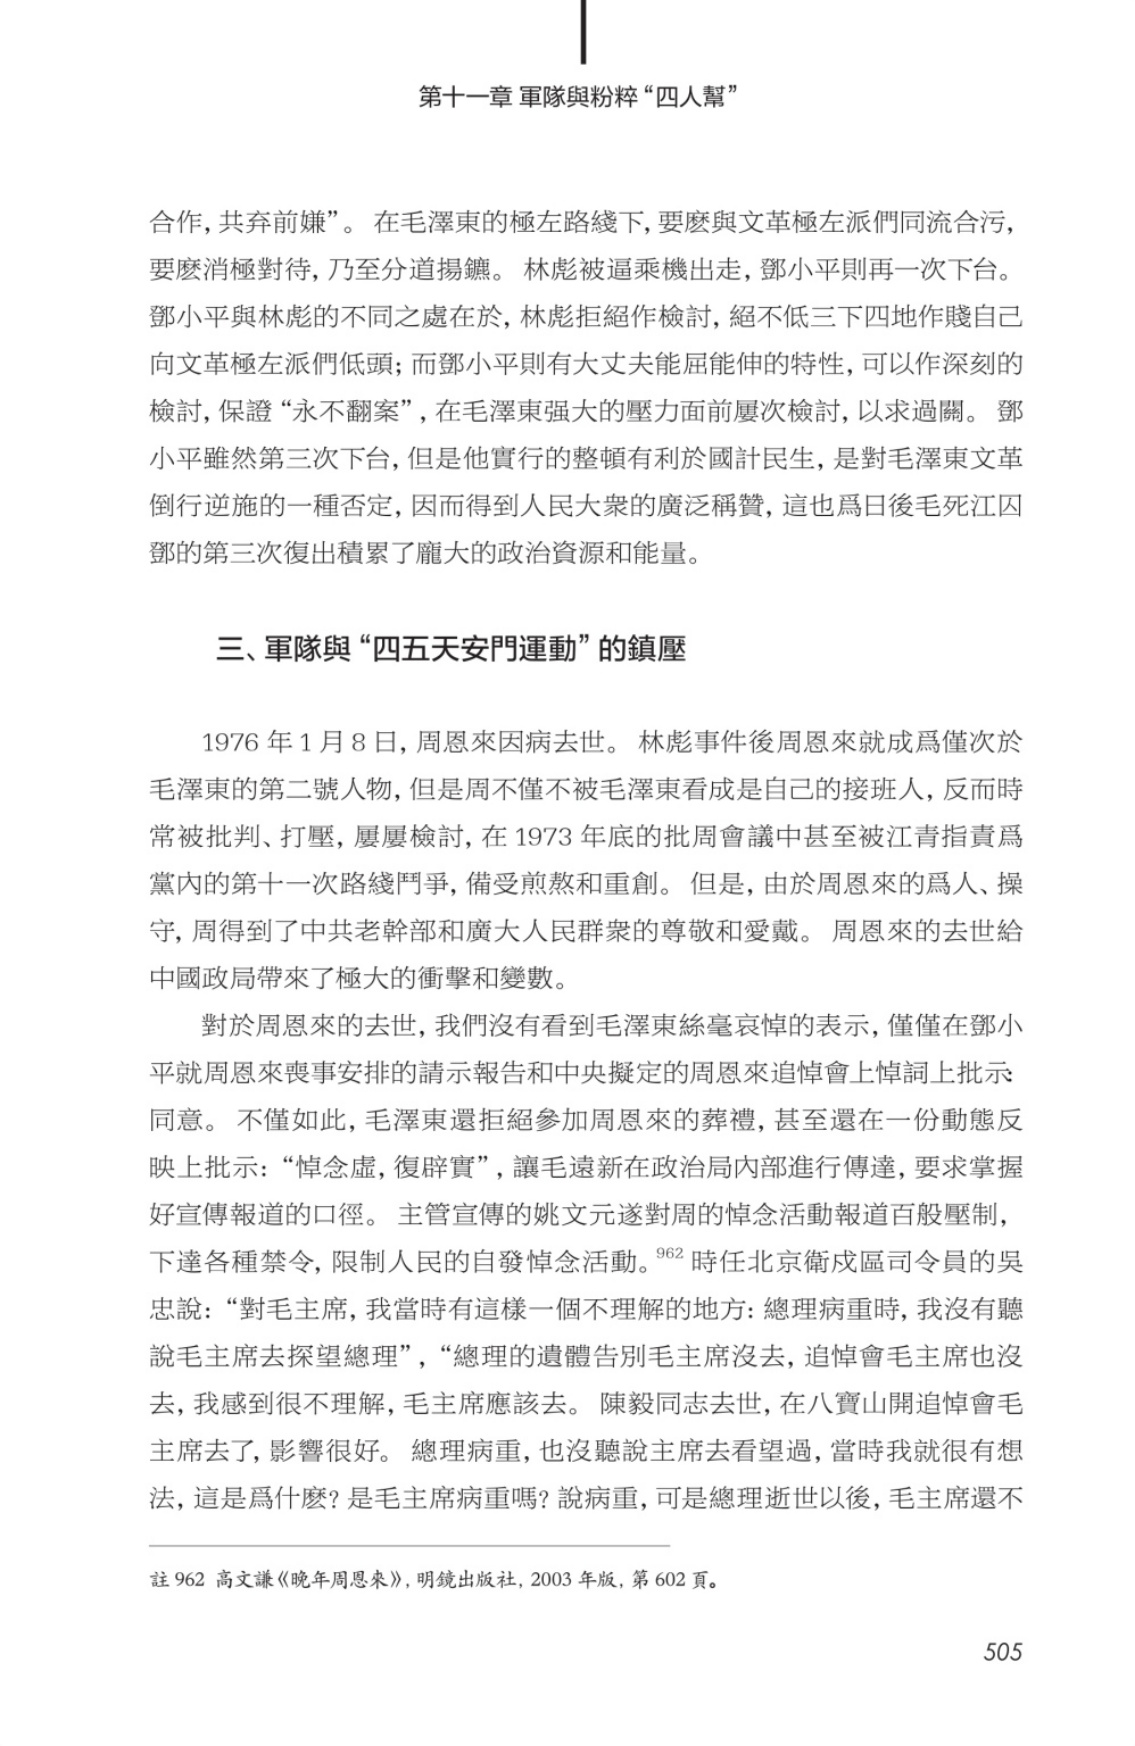 第十一章 軍隊與粉粹“四人幫”
合作，共弃前嫌”。 在毛澤東的極左路綫下，要麽與文革極左派們同流合污，
要麽消極對待，乃至分道揚鑣。 林彪被逼乘機出走，鄧小平則再一次下台。
鄧小平與林彪的不同之處在於，林彪拒絕作檢討，絕不低三下四地作賤自己
向文革極左派們低頭；而鄧小平則有大丈夫能屈能伸的特性，可以作深刻的
檢討，保證“永不翻案”，在毛澤東强大的壓力面前屢次檢討，以求過關。 鄧
小平雖然第三次下台，但是他實行的整頓有利於國計民生，是對毛澤東文革
倒行逆施的一種否定，因而得到人民大衆的廣泛稱贊，這也爲日後毛死江囚
鄧的第三次復出積累了龐大的政治資源和能量。
三、軍隊與“四五天安門運動”的鎮壓
1976 年 1 月 8 日，周恩來因病去世。 林彪事件後周恩來就成爲僅次於
毛澤東的第二號人物，但是周不僅不被毛澤東看成是自己的接班人，反而時
常被批判、打壓，屢屢檢討，在 1973 年底的批周會議中甚至被江青指責爲
黨內的第十一次路綫鬥爭，備受煎熬和重創。 但是，由於周恩來的爲人、操
守，周得到了中共老幹部和廣大人民群衆的尊敬和愛戴。 周恩來的去世給
中國政局帶來了極大的衝擊和變數。
對於周恩來的去世，我們沒有看到毛澤東絲毫哀悼的表示，僅僅在鄧小
平就周恩來喪事安排的請示報告和中央擬定的周恩來追悼會上悼詞上批示：
同意。 不僅如此，毛澤東還拒絕參加周恩來的葬禮，甚至還在一份動態反
映上批示：“悼念虛，復辟實”，讓毛遠新在政治局內部進行傳達，要求掌握
好宣傳報道的口徑。 主管宣傳的姚文元遂對周的悼念活動報道百般壓制，
下達各種禁令，限制人民的自發悼念活動。962 時任北京衛戍區司令員的吳
忠說：“對毛主席，我當時有這樣一個不理解的地方：總理病重時，我沒有聽
說毛主席去探望總理”，“總理的遺體告別毛主席沒去，追悼會毛主席也沒
去，我感到很不理解，毛主席應該去。 陳毅同志去世，在八寶山開追悼會毛
主席去了，影響很好。 總理病重，也沒聽說主席去看望過，當時我就很有想
法，這是爲什麽？是毛主席病重嗎？說病重，可是總理逝世以後，毛主席還不
註 962 高文謙《晚年周恩來》，明鏡出版社，2003 年版，第 602 頁。
505